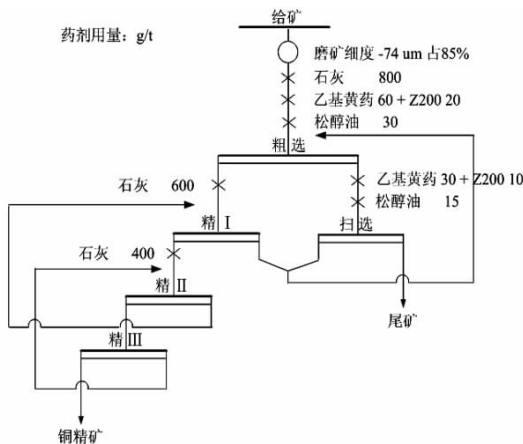 给矿
药剂用量：g/t
磨矿细度 -74 um 占85%
石灰 800
乙基黄药 60 + Z200 20
松醇油 30
粗选
石灰 600
乙基黄药 30 + Z200 10
松醇油 15
精 I
扫选
石灰 400
精 II
尾矿
精 III
铜精矿